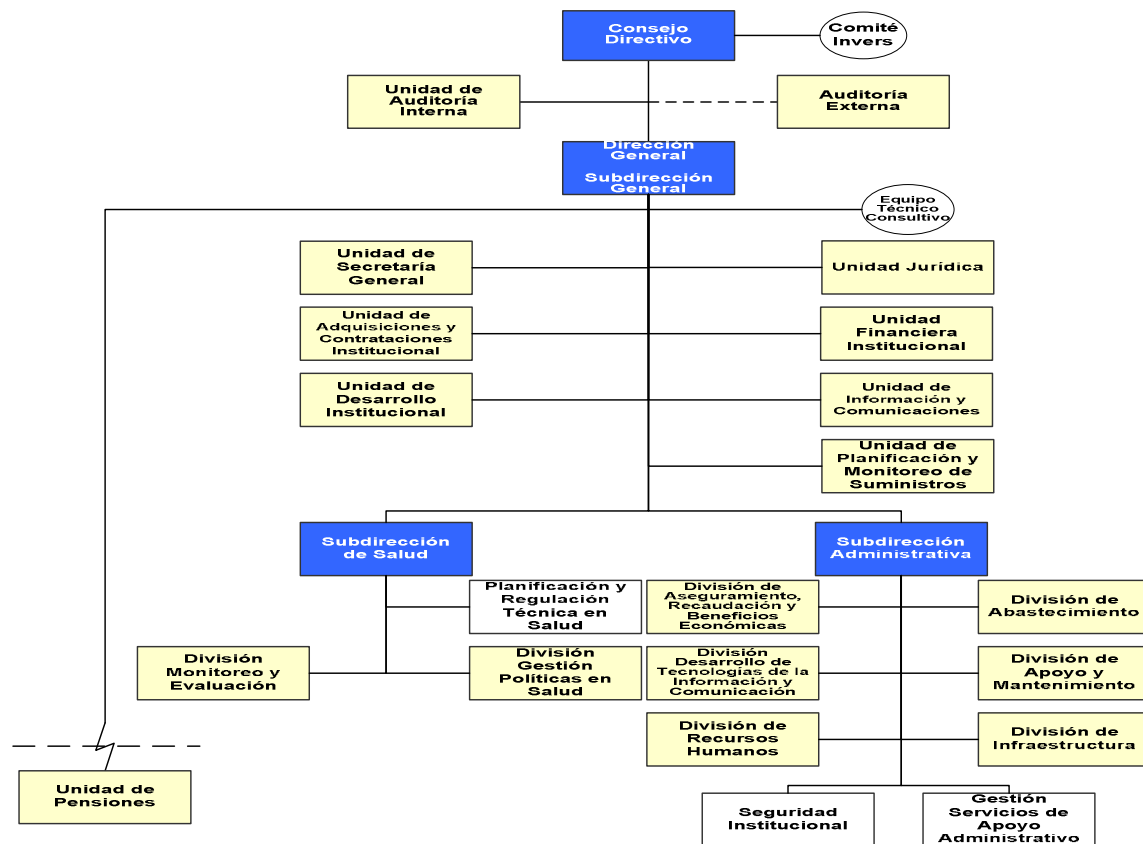 Consejo
Directivo
Comité
Invers
Unidad de
Auditoría
Interna
Auditoría
Externa
Dirección
General
Subdirección
General
Equipo
Técnico
Consultivo
Unidad de
Secretaría
General
Unidad Jurídica
Unidad de
Adquisiciones y
Contrataciones
Institucional
Unidad
Financiera
Institucional
Unidad de
Desarrollo
Institucional
Unidad de
Información y
Comunicaciones
Unidad de
Planificación y
Monitoreo de
Suministros
Subdirección
de Salud
Subdirección
Administrativa
Planificación y
Regulación
Técnica en
Salud
División de
Aseguramiento,
Recaudación y
Beneficios
Económicas
División de
Abastecimiento
División
Monitoreo y
Evaluación
División
Gestión
Políticas en
Salud
División
Desarrollo de
Tecnologías de la
Información y
Comunicación
División de
Apoyo y
Mantenimiento
División de
Recursos
Humanos
División de
Infraestructura
Unidad de
Pensiones
Seguridad
Institucional
Gestión
Servicios de
Apoyo
Administrativo